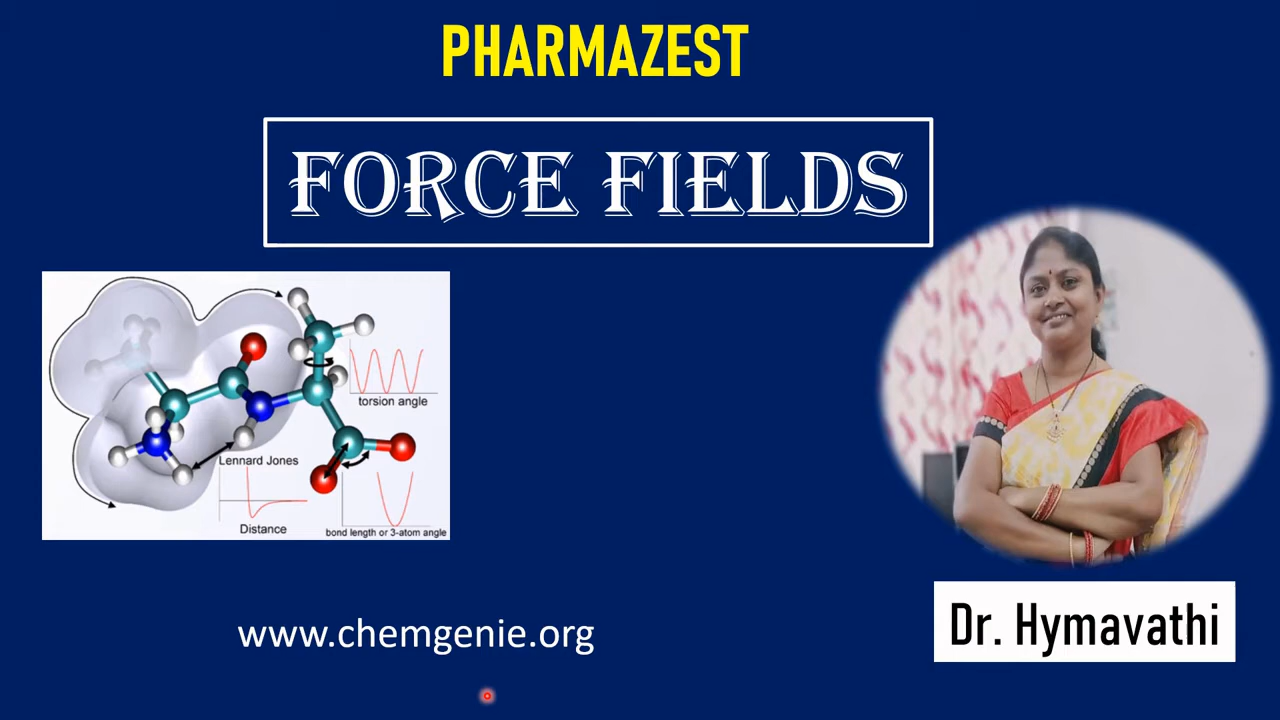 PHARMAZEST
FORCE FIELDS
torsion angle
Lennard Jones
Distance
bond length or 3-atom angle
www.chemgenie.org
Dr. Hymavathi